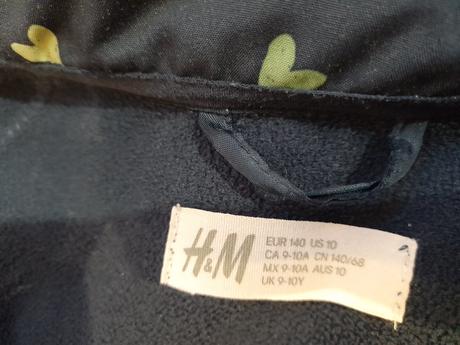 H&M
EUR 140 US 10
CA 9-10A CN 140/68
MX 9-10A AUS 10
UK 9-10Y